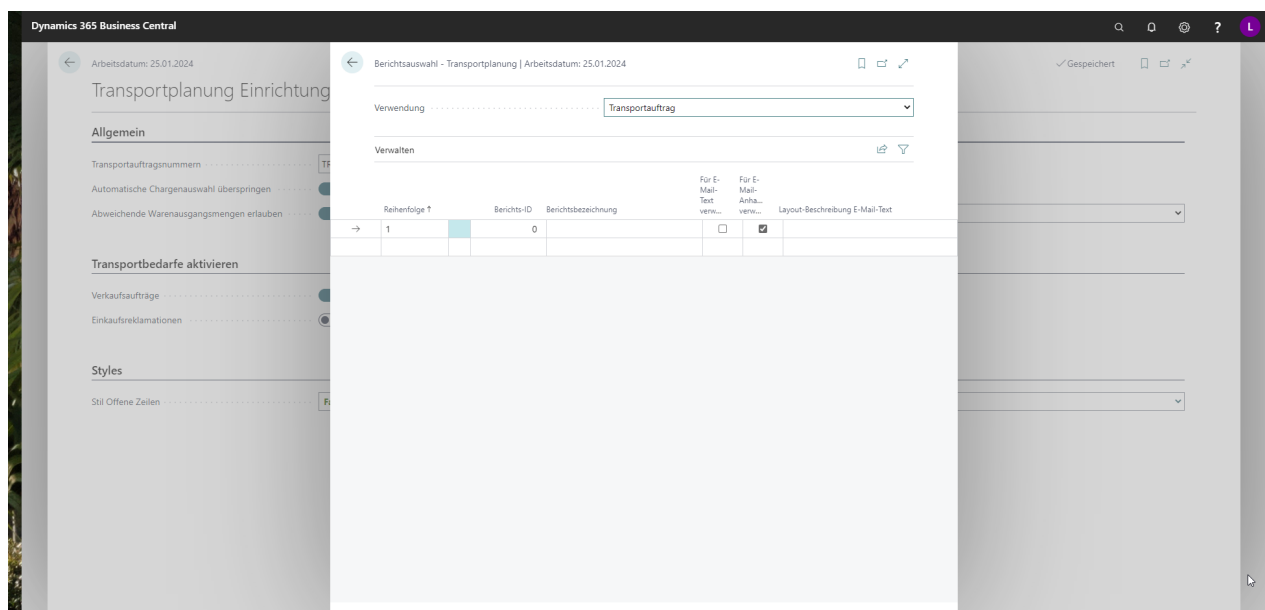 Dynamics 365 Business Central
?
L
Arbeitsdatum: 25.01.2024
✓ Gespeichert
Transportplanung Einrichtung
Allgemein
Transportauftragsnummern
Automatische Chargenauswahl überspringen
Abweichende Warenausgangsmengen erlauben
Transportbedarfe aktivieren
Verkaufsaufträge
Einkaufsreklamationen
Styles
Stil Offene Zeilen
Berichtsauswahl - Transportplanung | Arbeitsdatum: 25.01.2024
Verwendung Transportauftrag
Verwalten
Reihenfolge ↑
Berichts-ID
Berichtsbezeichnung
Für E-
Mail-
Text
verw...
Für E-
Mail-
Anha...
verw...
Layout-Beschreibung E-Mail-Text
→ 1 0